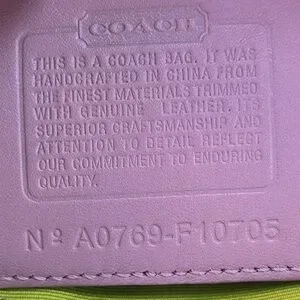 COACH
THIS IS A COACH BAG. IT WAS
HANDCRAFTED IN CHINA FROM
THE FINEST MATERIALS TRIMMED
WITH GENUINE LEATHER. ITS
SUPERIOR CRAFTSMANSHIP AND
ATTENTION TO DETAIL REFLECT
OUR COMMITMENT TO ENDURING
QUALITY.
Nº A0769-F10705